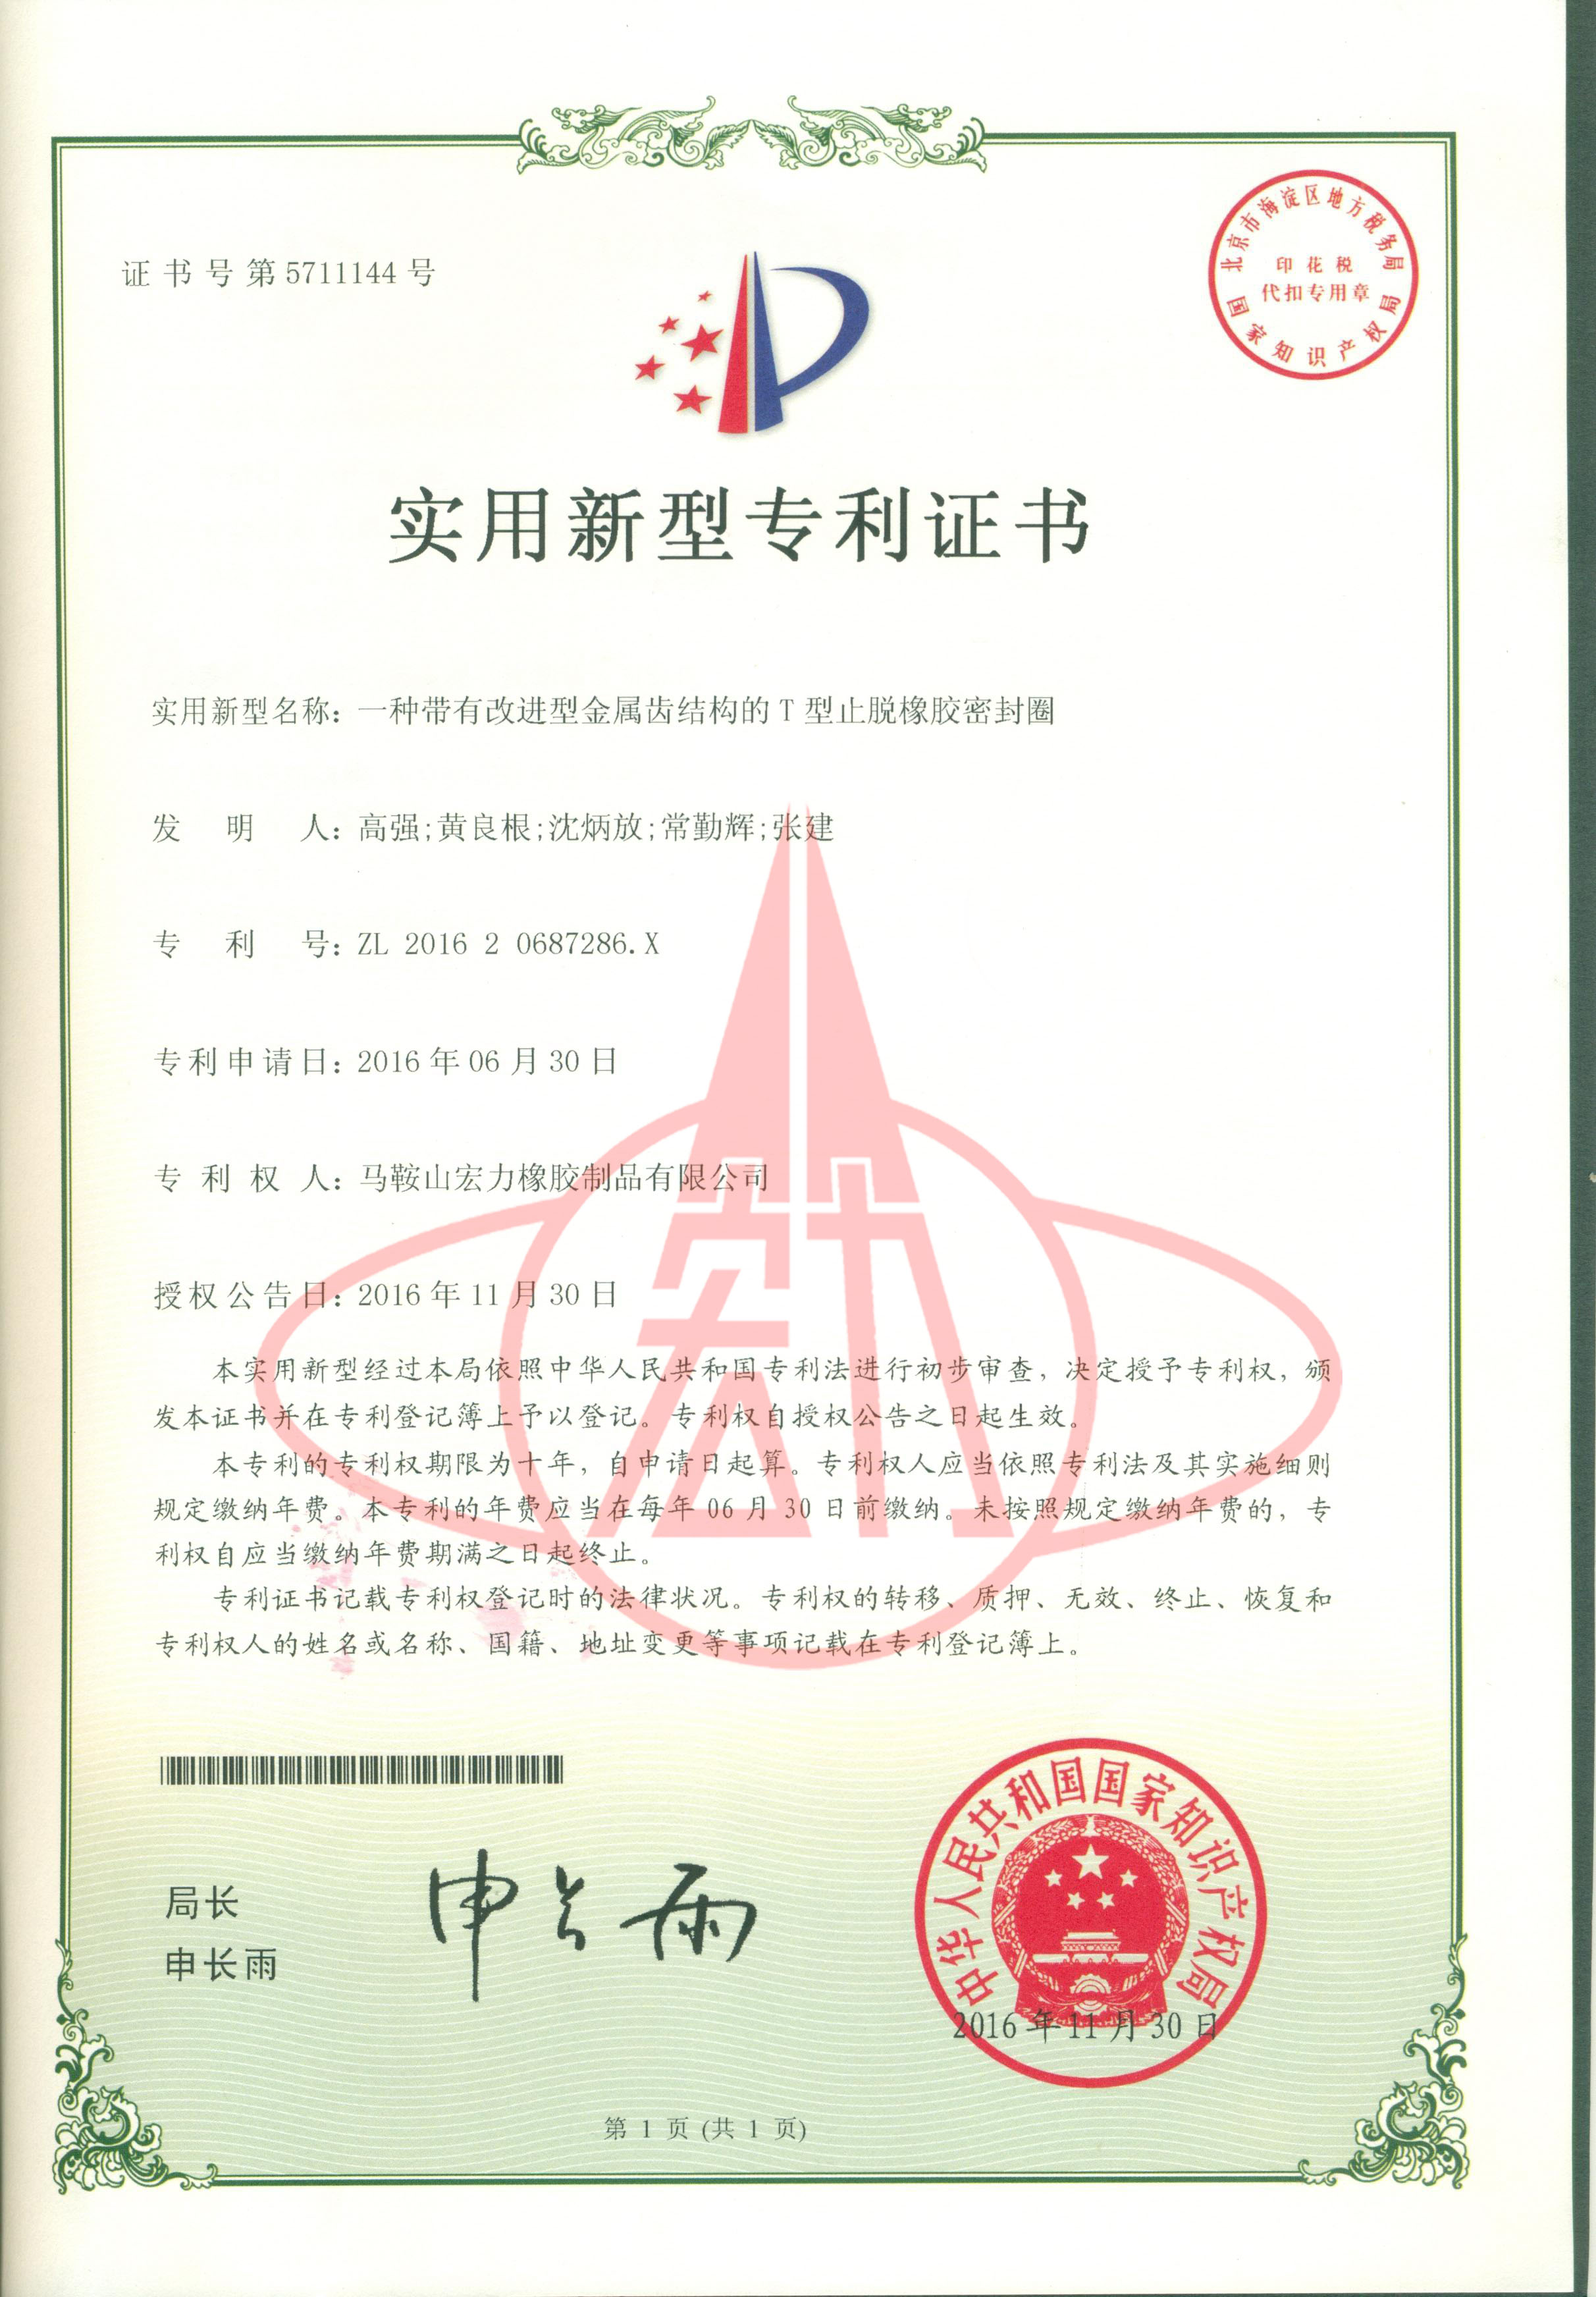 证书号第5711144号
北京市海淀区地方税务局
印花税
代扣专用章
国家知识产权局
实用新型专利证书
实用新型名称：一种带有改进型金属齿结构的T型止脱橡胶密封圈
发明人：高强;黄良根;沈炳放;常勤辉;张建
专利号：ZL 2016 2 0687286.X
专利申请日：2016年06月30日
专利权人：马鞍山宏力橡胶制品有限公司
授权公告日：2016年11月30日
本实用新型经过本局依照中华人民共和国专利法进行初步审查，决定授予专利权，颁
发本证书并在专利登记簿上予以登记。专利权自授权公告之日起生效。
本专利的专利权期限为十年，自申请日起算。专利权人应当依照专利法及其实施细则
规定缴纳年费。本专利的年费应当在每年06月30日前缴纳。未按照规定缴纳年费的，专
利权自应当缴纳年费期满之日起终止。
专利证书记载专利权登记时的法律状况。专利权的转移、质押、无效、终止、恢复和
专利权人的姓名或名称、国籍、地址变更等事项记载在专利登记簿上。
局长
申长雨
申长雨
中华人民共和国国家知识产权局
2016年11月30日
第 1 页 (共 1 页)
宏力